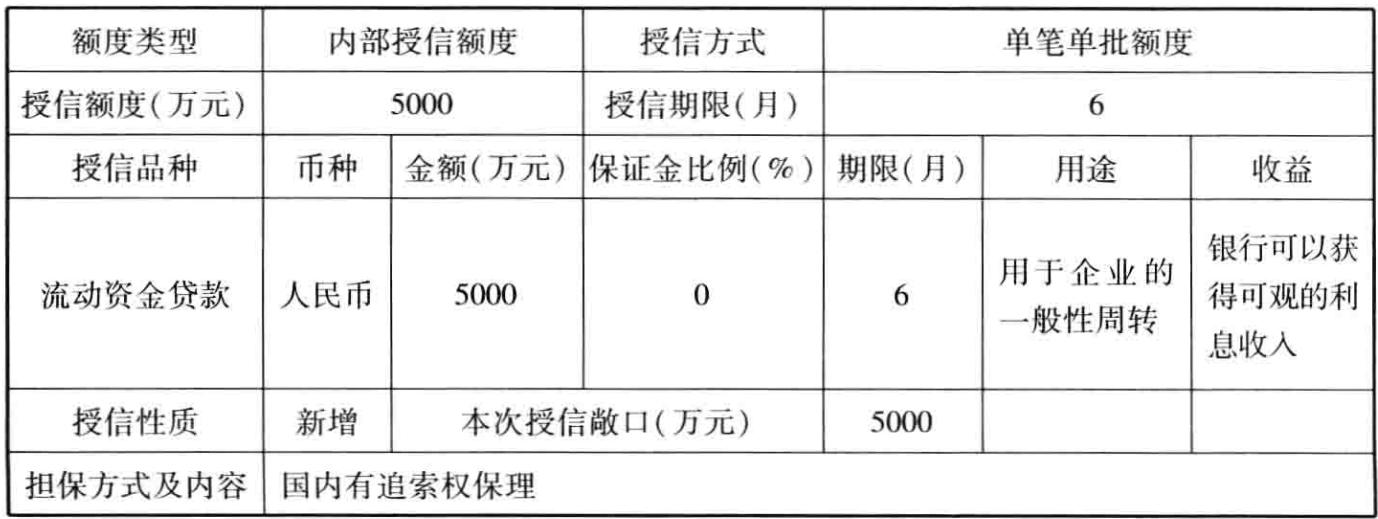 额度类型 内部授信额度 授信方式 单笔单批额度
授信额度(万元) 5000 授信期限(月) 6
授信品种 币种 金额(万元) 保证金比例(%) 期限(月) 用途 收益
流动资金贷款 人民币 5000 0 6 用于企业的
一般性周转 银行可以获
得可观的利
息收入
授信性质 新增 本次授信敞口(万元) 5000
担保方式及内容 国内有追索权保理